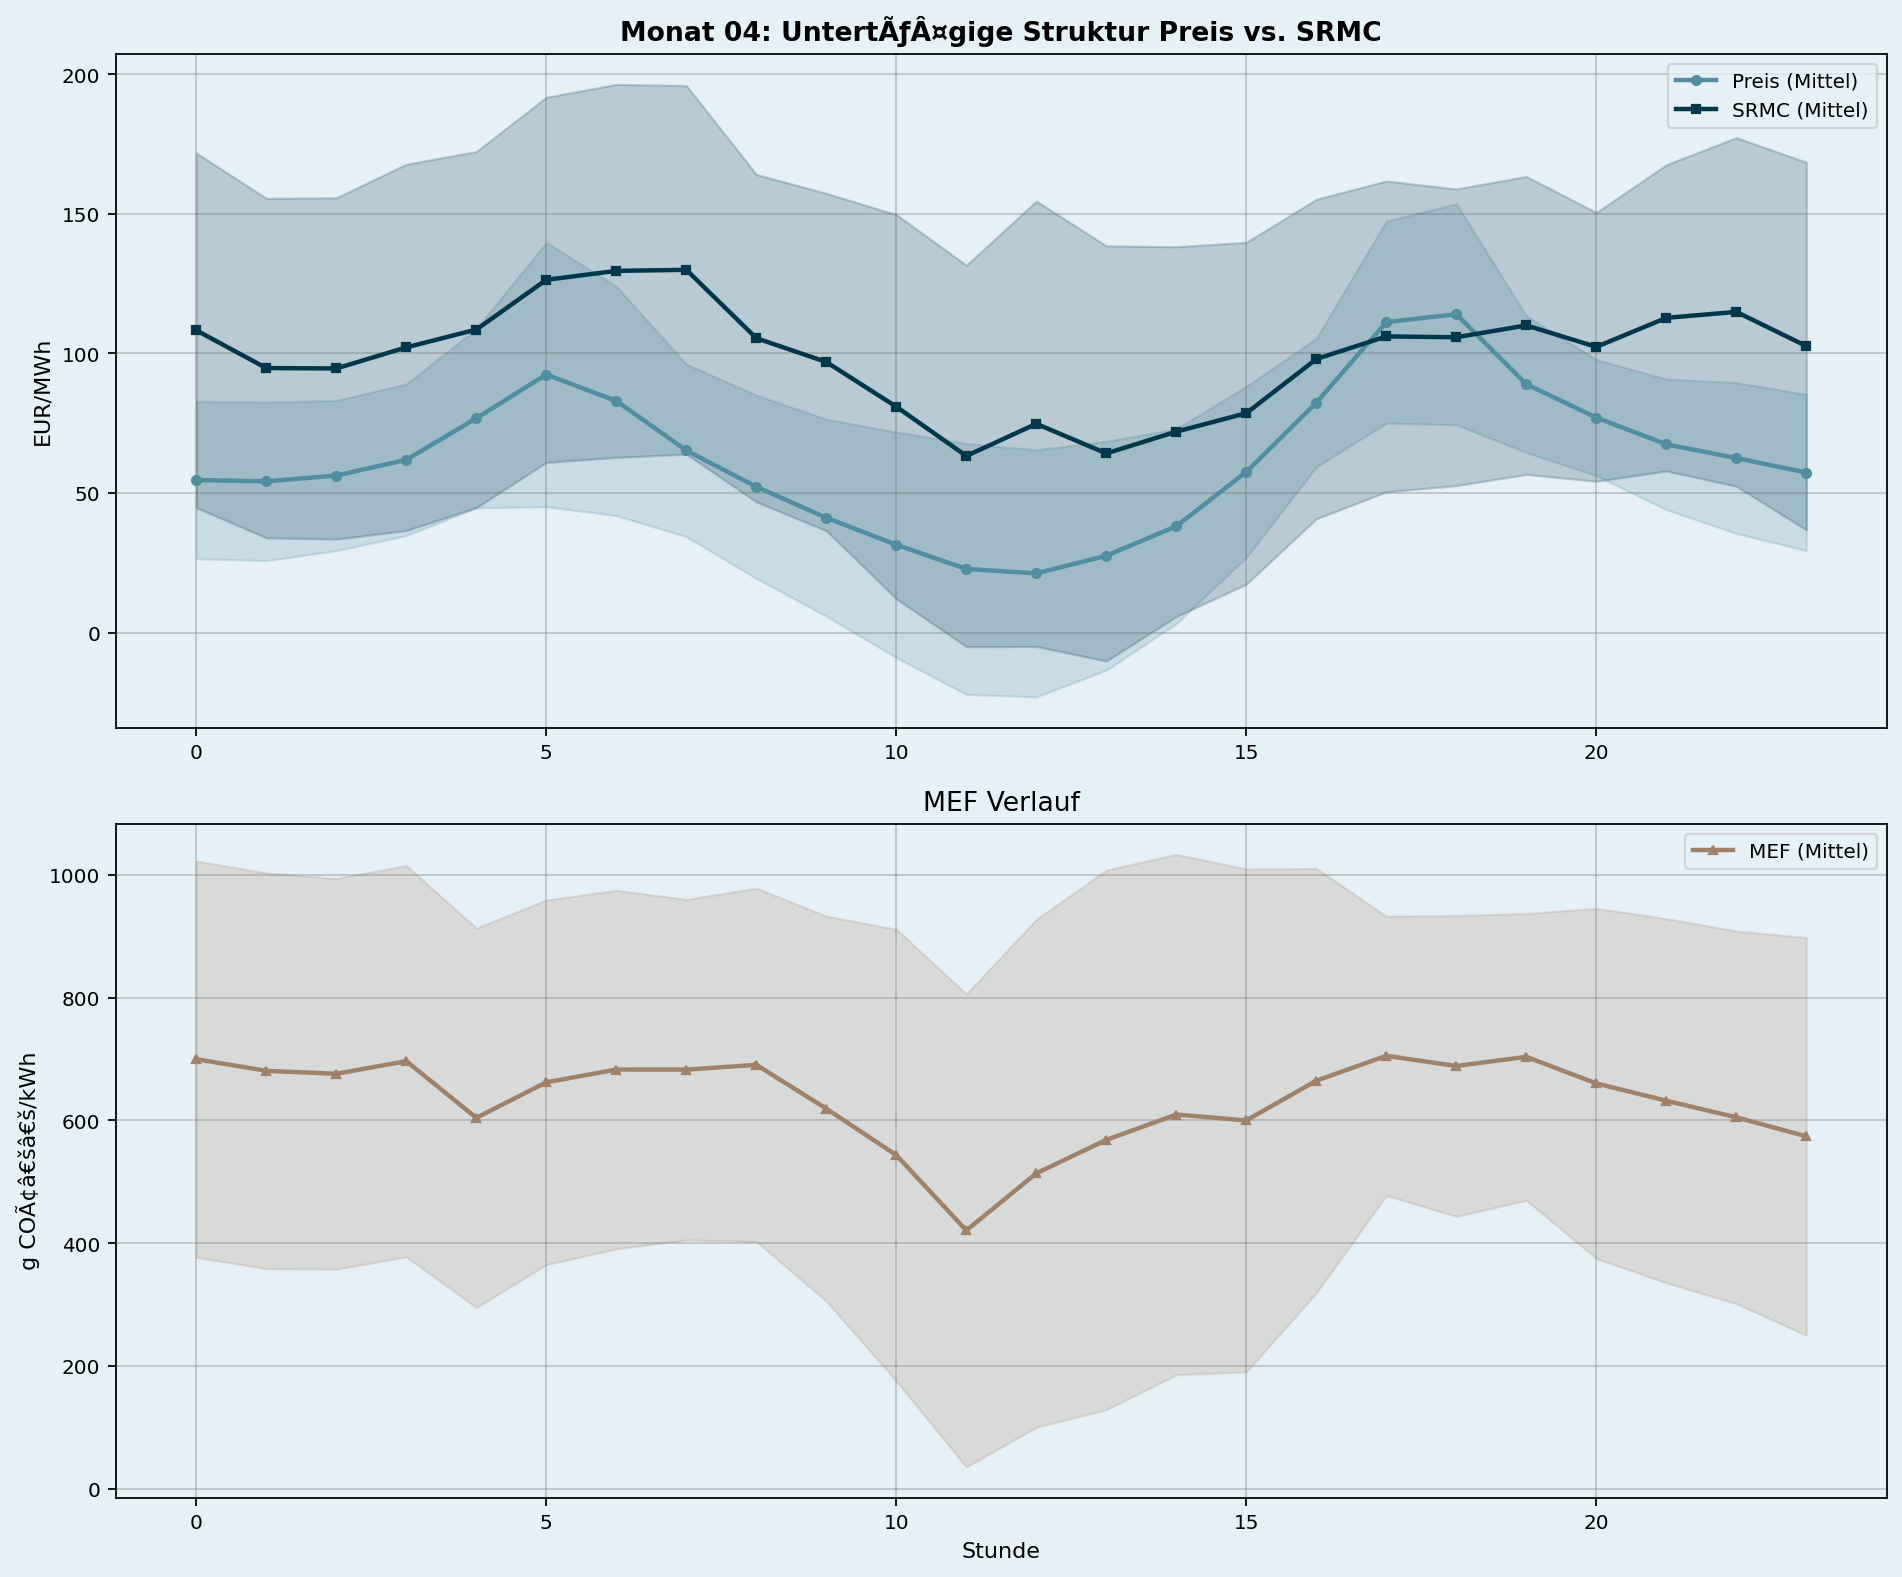 Monat 04: UntertÃƒÂ¤gige Struktur Preis vs. SRMC
Preis (Mittel)
SRMC (Mittel)
EUR/MWh
200
150
100
50
0
0 5 10 15 20
MEF Verlauf
MEF (Mittel)
g COÃ¢â€šâ€š/kWh
1000
800
600
400
200
0
0 5 10 15 20
Stunde